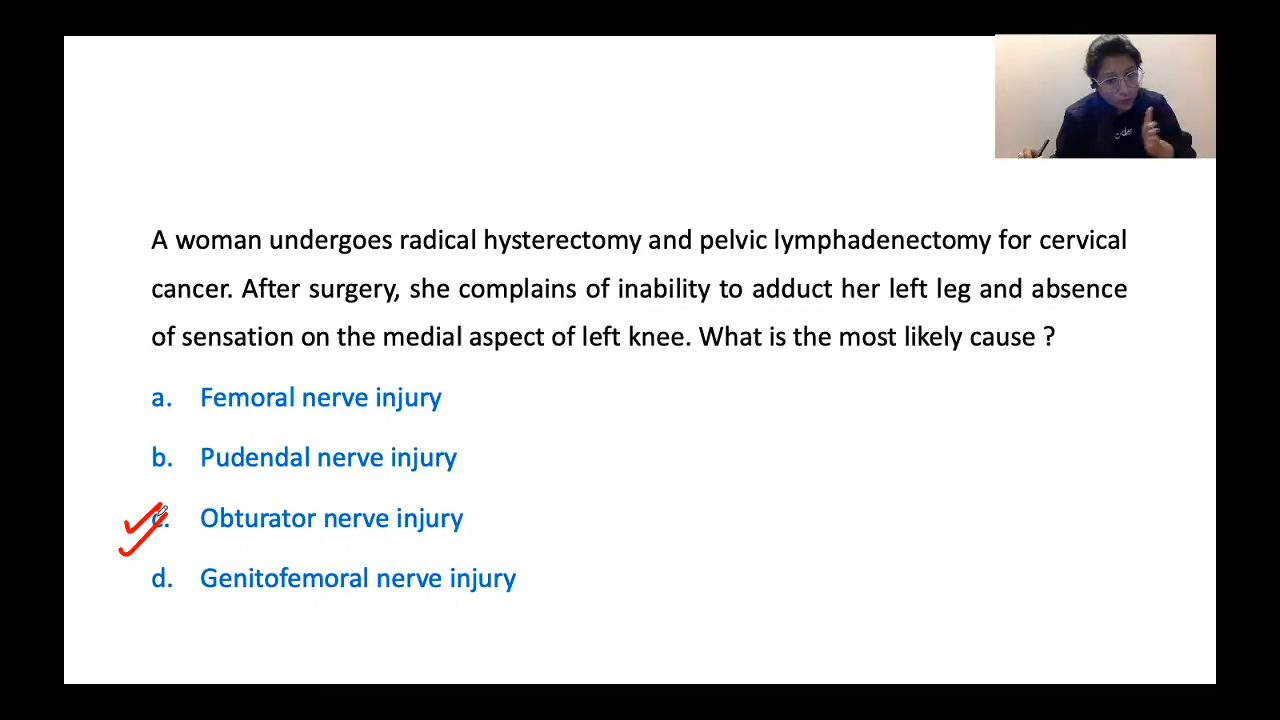 A woman undergoes radical hysterectomy and pelvic lymphadenectomy for cervical
cancer. After surgery, she complains of inability to adduct her left leg and absence
of sensation on the medial aspect of left knee. What is the most likely cause ?
a. Femoral nerve injury
b. Pudendal nerve injury
c. Obturator nerve injury
d. Genitofemoral nerve injury